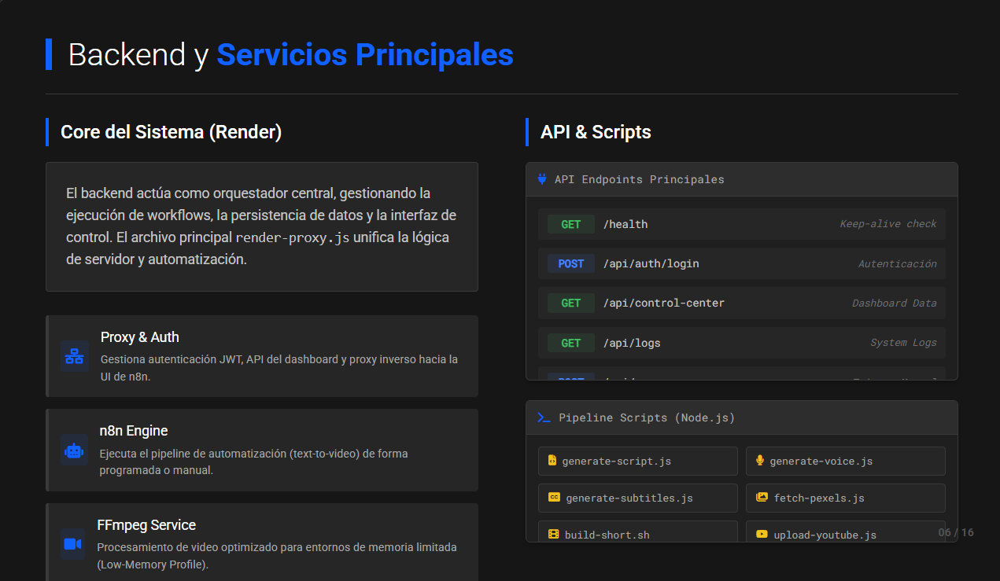 Backend y Servicios Principales
Core del Sistema (Render)
El backend actúa como orquestador central, gestionando la
ejecución de workflows, la persistencia de datos y la interfaz de
control. El archivo principal render-proxy.js unifica la lógica
de servidor y automatización.
Proxy & Auth
Gestiona autenticación JWT, API del dashboard y proxy inverso hacia la
UI de n8n.
n8n Engine
Ejecuta el pipeline de automatización (text-to-video) de forma
programada o manual.
FFmpeg Service
Procesamiento de video optimizado para entornos de memoria limitada
(Low-Memory Profile).
API & Scripts
API Endpoints Principales
GET /health Keep-alive check
POST /api/auth/login Autenticación
GET /api/control-center Dashboard Data
GET /api/logs System Logs
POST
Pipeline Scripts (Node.js)
generate-script.js
generate-voice.js
generate-subtitles.js
fetch-pexels.js
build-short.sh
upload-youtube.js
06 / 16